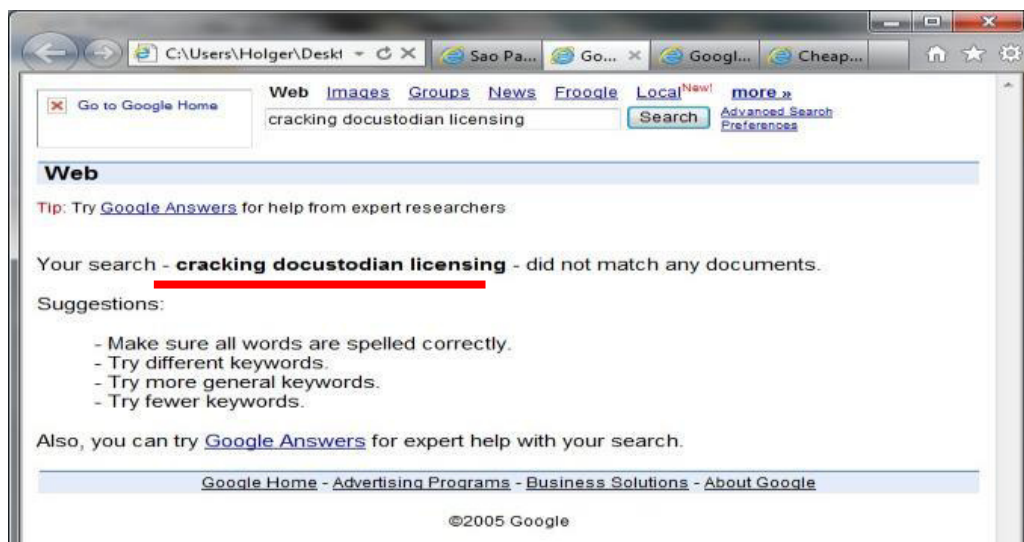 C:\Users\Holger\Deskt
Sao Pa...
Go...
Googl...
Cheap...
Go to Google Home
Web Images Groups News Froogle Local New! more »
cracking docustodian licensing
Search
Advanced Search
Preferences
Web
Tip: Try Google Answers for help from expert researchers
Your search - cracking docustodian licensing - did not match any documents.
Suggestions:
- Make sure all words are spelled correctly.
- Try different keywords.
- Try more general keywords.
- Try fewer keywords.
Also, you can try Google Answers for expert help with your search.
Google Home - Advertising Programs - Business Solutions - About Google
©2005 Google